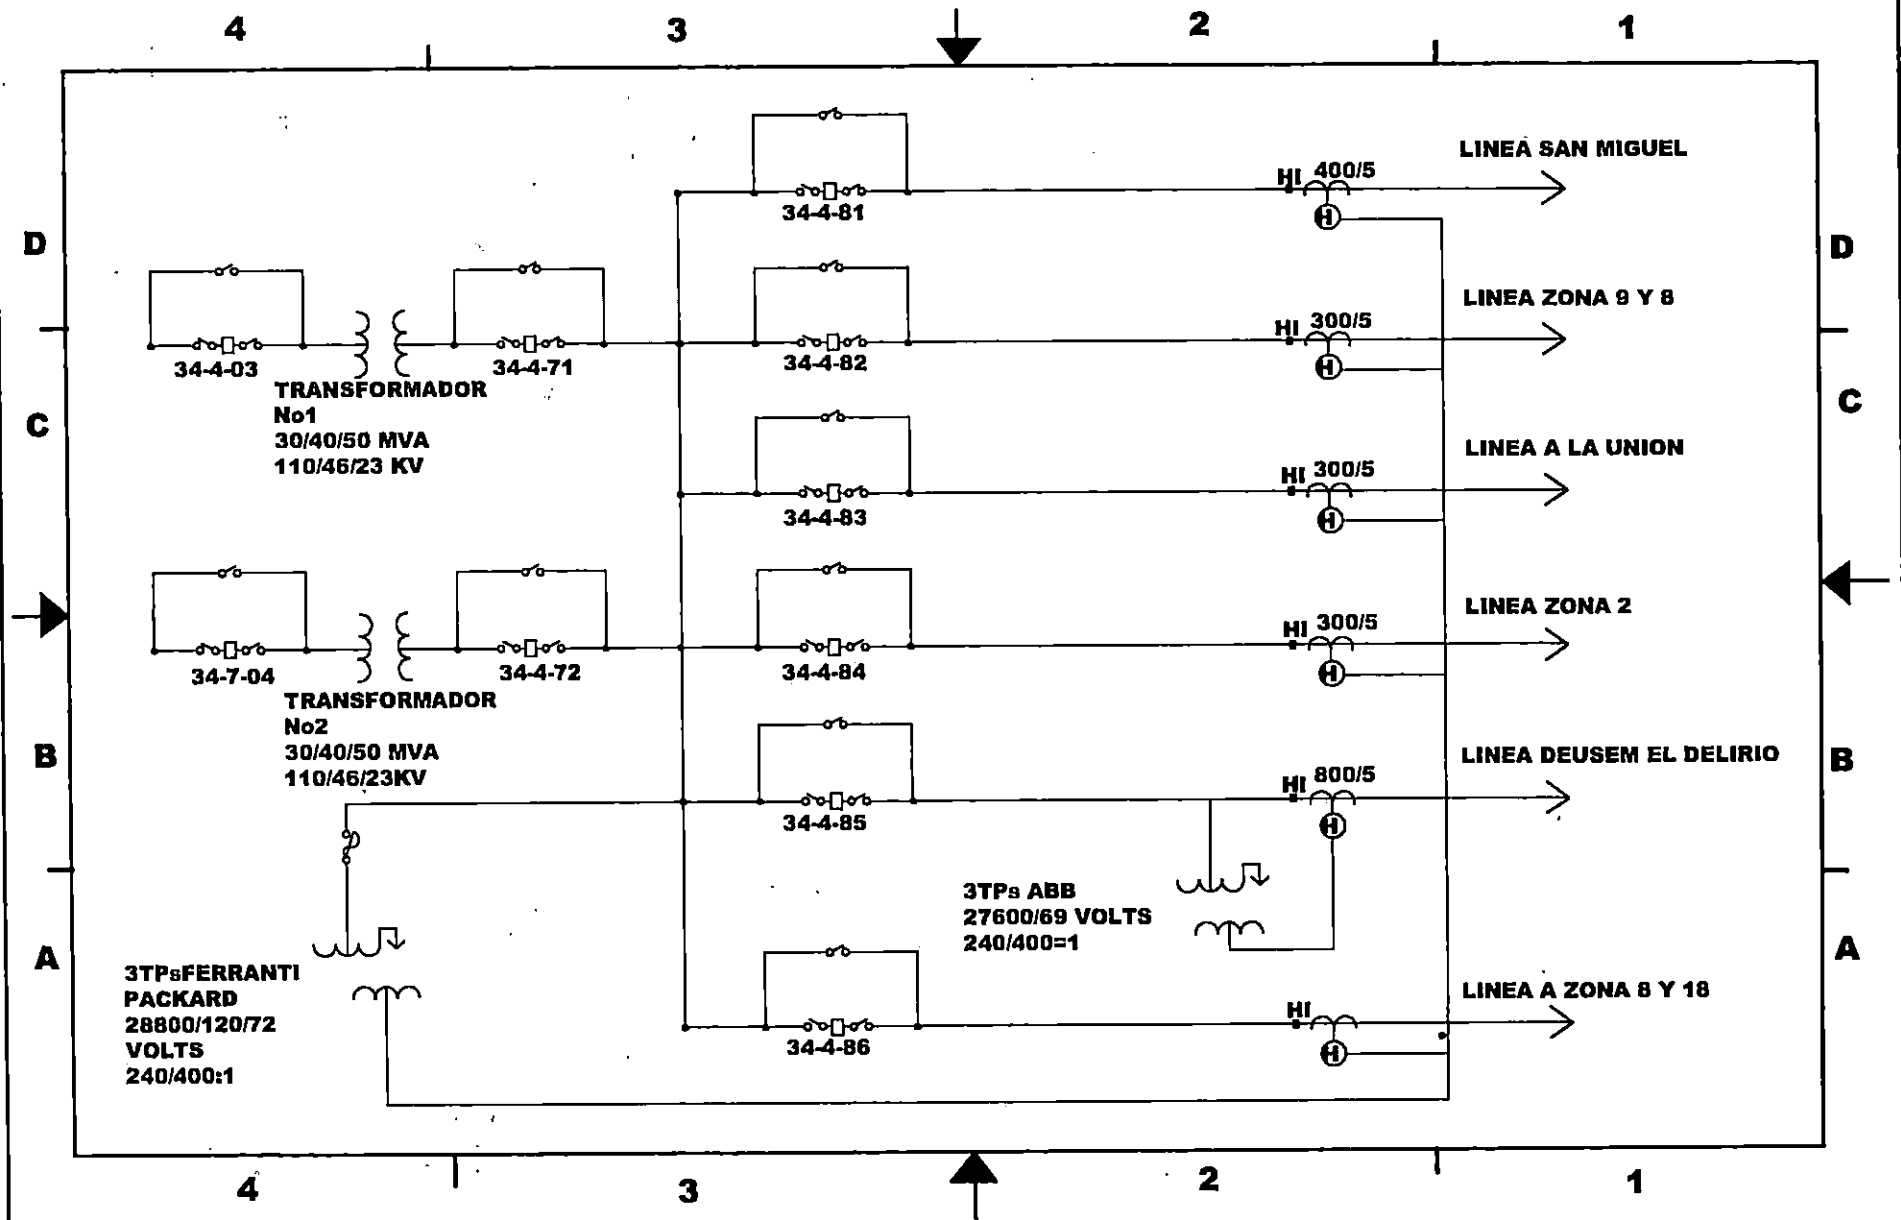 4 3 2 1
LINEA SAN MIGUEL
HI 400/5
34-4-81
H
D D
LINEA ZONA 9 Y 8
HI 300/5
34-4-03 34-4-71 34-4-82
H
TRANSFORMADOR
No1
30/40/50 MVA
110/46/23 KV
C C
LINEA A LA UNION
HI 300/5
34-4-83
H
LINEA ZONA 2
HI 300/5
34-7-04 34-4-72 34-4-84
H
TRANSFORMADOR
No2
30/40/50 MVA
110/46/23KV
B B
LINEA DEUSEM EL DELIRIO
HI 800/5
34-4-85
H
3TPs ABB
27600/69 VOLTS
240/400=1
A A
3TPsFERRANTI
PACKARD
28800/120/72
VOLTS
240/400:1
LINEA A ZONA 8 Y 18
HI
34-4-86
H
4 3 2 1